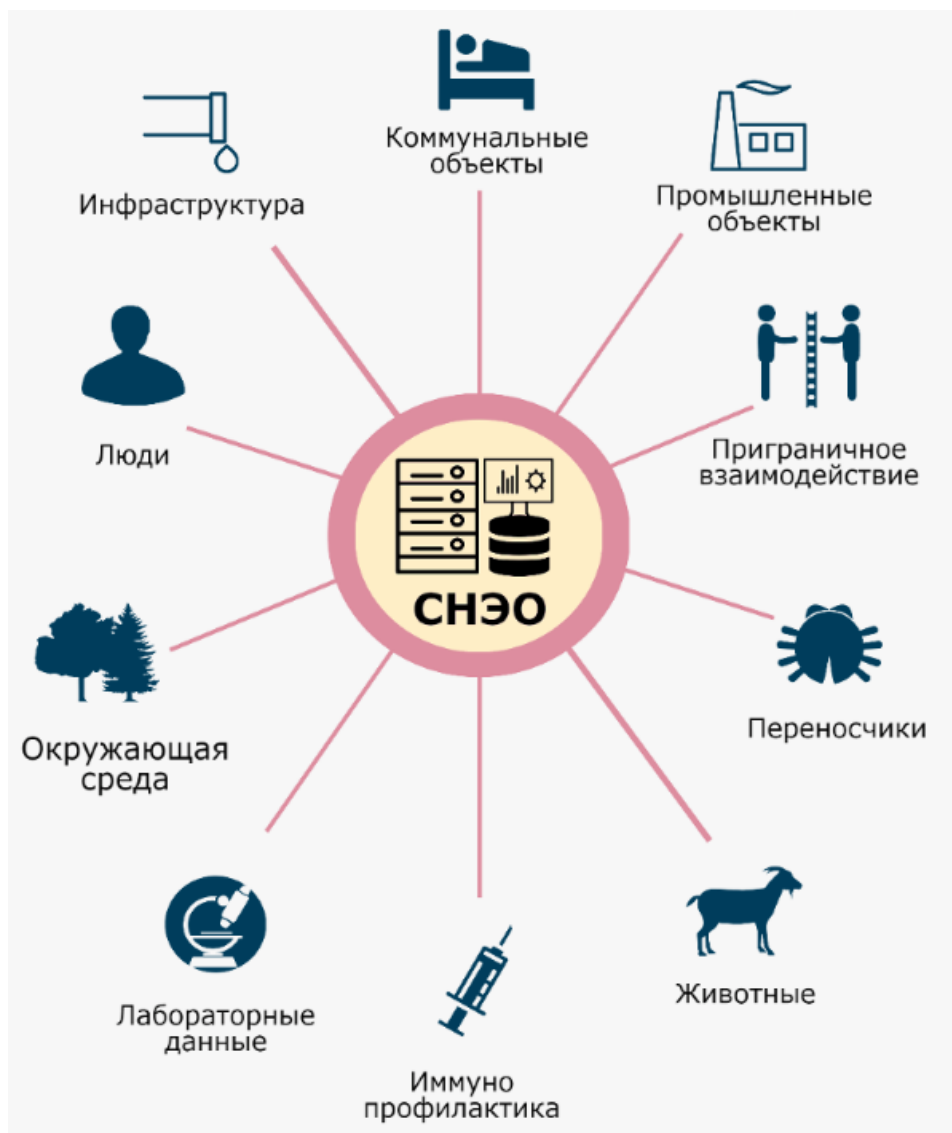 Коммунальные
объекты
Инфраструктура
Промышленные
объекты
Люди
Приграничное
взаимодействие
СНЭО
Окружающая
среда
Переносчики
Лабораторные
данные
Животные
Иммуно
профилактика